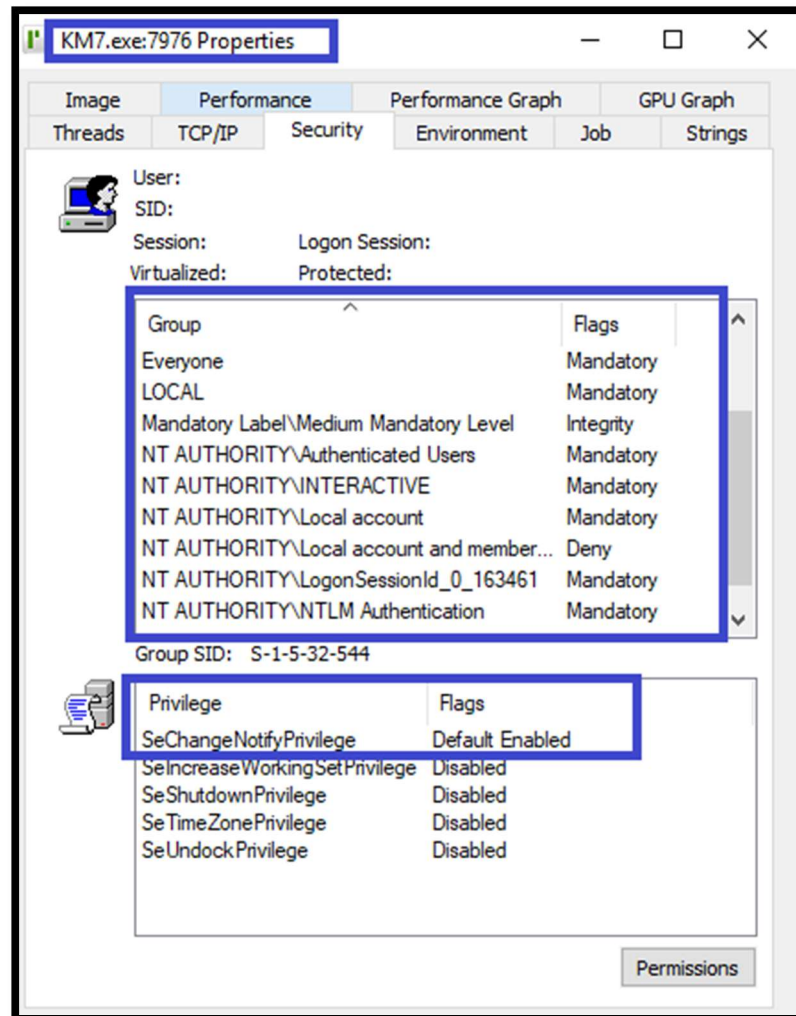 KM7.exe:7976 Properties
Image Performance Performance Graph GPU Graph
Threads TCP/IP Security Environment Job Strings
User:
SID:
Session: Logon Session:
Virtualized: Protected:
Group Flags
Everyone Mandatory
LOCAL Mandatory
Mandatory Label\Medium Mandatory Level Integrity
NT AUTHORITY\Authenticated Users Mandatory
NT AUTHORITY\INTERACTIVE Mandatory
NT AUTHORITY\Local account Mandatory
NT AUTHORITY\Local account and member... Deny
NT AUTHORITY\LogonSessionId_0_163461 Mandatory
NT AUTHORITY\NTLM Authentication Mandatory
Group SID: S-1-5-32-544
Privilege Flags
SeChangeNotifyPrivilege Default Enabled
SeIncreaseWorkingSetPrivilege Disabled
SeShutdownPrivilege Disabled
SeTimeZonePrivilege Disabled
SeUndockPrivilege Disabled
Permissions